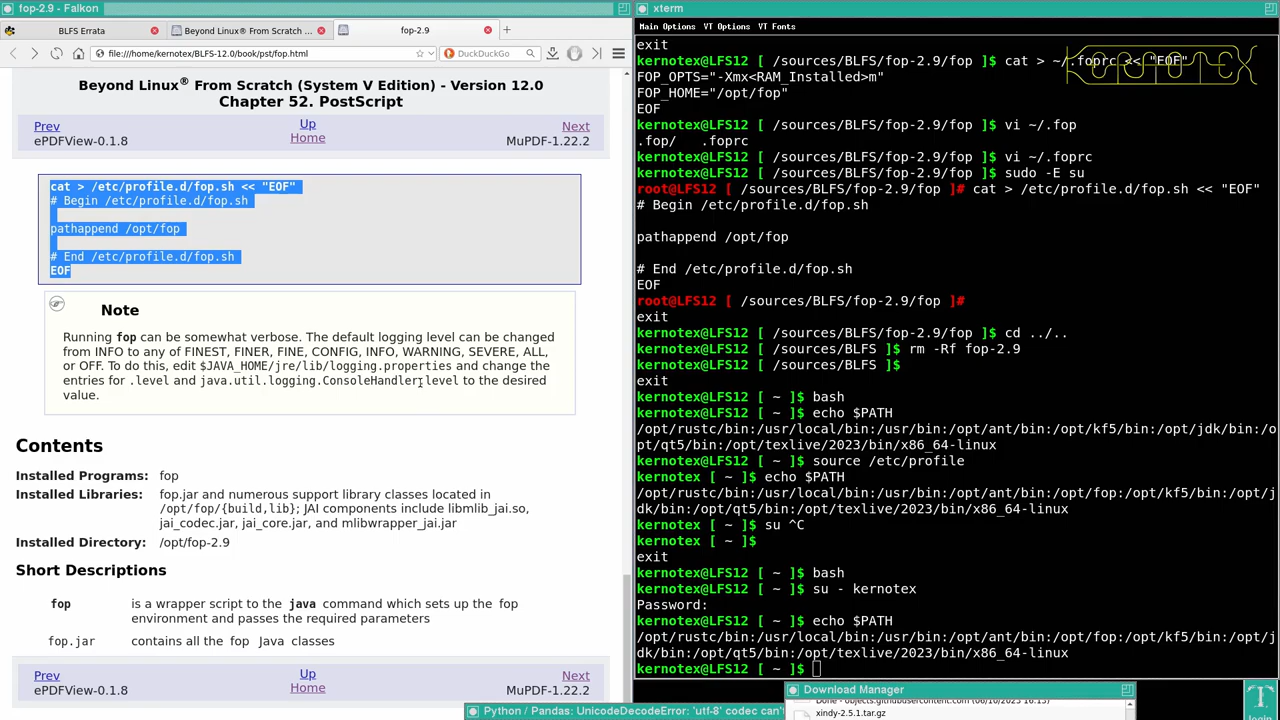 fop-2.9 - Falkon
BLFS Errata
Beyond Linux® From Scratch (System V Edition) - ...
fop-2.9
file:///home/kernotex/BLFS-12.0/book/pst/fop.html
DuckDuckGo
Beyond Linux® From Scratch (System V Edition) - Version 12.0
Chapter 52. PostScript
Prev
Up
Next
ePDFView-0.1.8
Home
MuPDF-1.22.2
cat > /etc/profile.d/fop.sh << "EOF"
# Begin /etc/profile.d/fop.sh
pathappend /opt/fop
# End /etc/profile.d/fop.sh
EOF
Note
Running fop can be somewhat verbose. The default logging level can be changed
from INFO to any of FINEST, FINER, FINE, CONFIG, INFO, WARNING, SEVERE, ALL,
or OFF. To do this, edit $JAVA_HOME/jre/lib/logging.properties and change the
entries for .level and java.util.logging.ConsoleHandler.level to the desired
value.
Contents
Installed Programs: fop
Installed Libraries: fop.jar and numerous support library classes located in
/opt/fop/{build,lib}; JAI components include libmlib_jai.so,
jai_codec.jar, jai_core.jar, and mlibwrapper_jai.jar
Installed Directory: /opt/fop-2.9
Short Descriptions
fop is a wrapper script to the java command which sets up the fop
environment and passes the required parameters
fop.jar contains all the fop Java classes
Prev
Up
Next
ePDFView-0.1.8
Home
MuPDF-1.22.2
xterm
Main Options VT Options VT Fonts
KERNOTEX
exit
kernotex@LFS12 [ /sources/BLFS/fop-2.9/fop ]$ cat > ~/.foprc << "EOF"
FOP_OPTS="-Xmx<RAM_Installed>m"
FOP_HOME="/opt/fop"
EOF
kernotex@LFS12 [ /sources/BLFS/fop-2.9/fop ]$ vi ~/.fop
.fop/ .foprc
kernotex@LFS12 [ /sources/BLFS/fop-2.9/fop ]$ vi ~/.foprc
kernotex@LFS12 [ /sources/BLFS/fop-2.9/fop ]$ sudo -E su
root@LFS12 [ /sources/BLFS/fop-2.9/fop ]# cat > /etc/profile.d/fop.sh << "EOF"
# Begin /etc/profile.d/fop.sh
pathappend /opt/fop
# End /etc/profile.d/fop.sh
EOF
root@LFS12 [ /sources/BLFS/fop-2.9/fop ]#
exit
kernotex@LFS12 [ /sources/BLFS/fop-2.9/fop ]$ cd ../..
kernotex@LFS12 [ /sources/BLFS ]$ rm -Rf fop-2.9
kernotex@LFS12 [ /sources/BLFS ]$
exit
kernotex@LFS12 [ ~ ]$ bash
kernotex@LFS12 [ ~ ]$ echo $PATH
/opt/rustc/bin:/usr/local/bin:/usr/bin:/opt/ant/bin:/opt/kf5/bin:/opt/jdk/bin:/o
pt/qt5/bin:/opt/texlive/2023/bin/x86_64-linux
kernotex@LFS12 [ ~ ]$ source /etc/profile
kernotex [ ~ ]$ echo $PATH
/opt/rustc/bin:/usr/local/bin:/usr/bin:/opt/ant/bin:/opt/fop:/opt/kf5/bin:/opt/j
dk/bin:/opt/qt5/bin:/opt/texlive/2023/bin/x86_64-linux
kernotex [ ~ ]$ su ^C
kernotex [ ~ ]$
exit
kernotex@LFS12 [ ~ ]$ bash
kernotex@LFS12 [ ~ ]$ su - kernotex
Password:
kernotex@LFS12 [ ~ ]$ echo $PATH
/opt/rustc/bin:/usr/local/bin:/usr/bin:/opt/ant/bin:/opt/fop:/opt/kf5/bin:/opt/j
dk/bin:/opt/qt5/bin:/opt/texlive/2023/bin/x86_64-linux
kernotex@LFS12 [ ~ ]$
Download Manager
xindy-2.5.1.tar.gz
Python / Pandas: UnicodeDecodeError: 'utf-8' codec can't